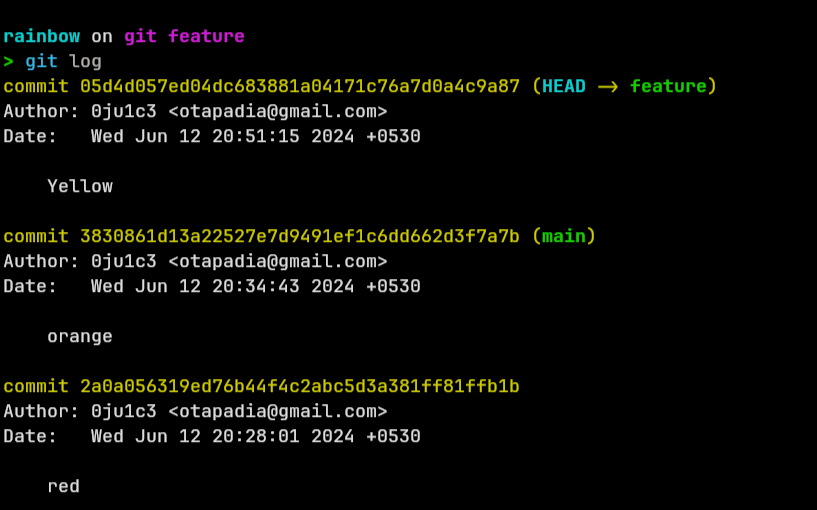 rainbow on git feature
> git log
commit 05d4d057ed04dc683881a04171c76a7d0a4c9a87 (HEAD -> feature)
Author: 0ju1c3 <otapadia@gmail.com>
Date:   Wed Jun 12 20:51:15 2024 +0530
    Yellow
commit 3830861d13a22527e7d9491ef1c6dd662d3f7a7b (main)
Author: 0ju1c3 <otapadia@gmail.com>
Date:   Wed Jun 12 20:34:43 2024 +0530
    orange
commit 2a0a056319ed76b44f4c2abc5d3a381ff81ffb1b
Author: 0ju1c3 <otapadia@gmail.com>
Date:   Wed Jun 12 20:28:01 2024 +0530
    red